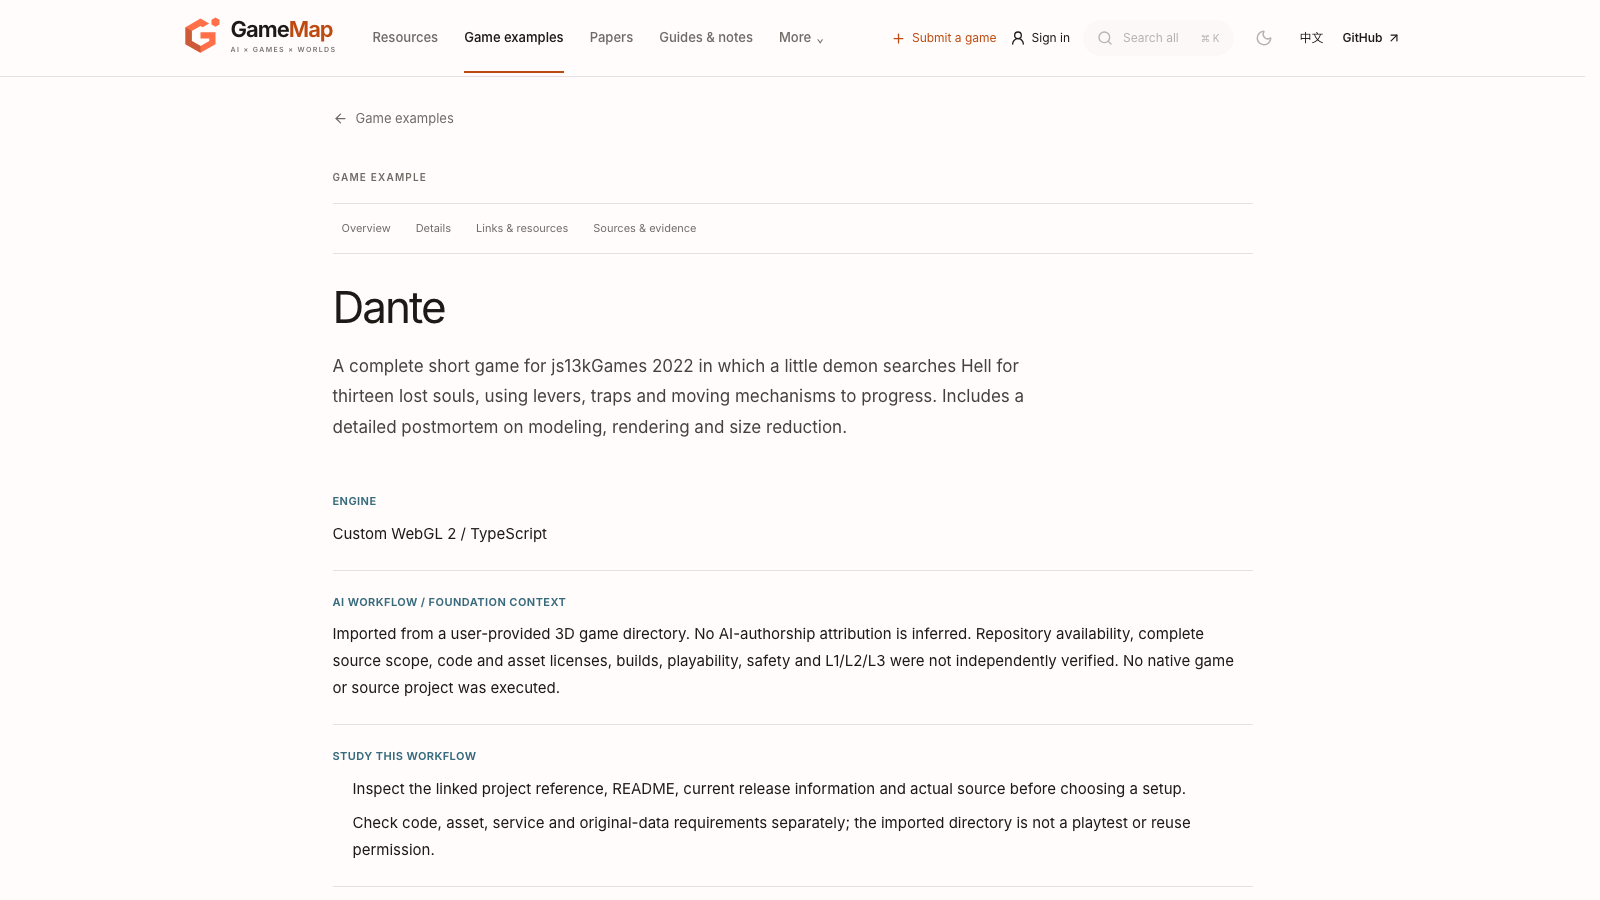 GameMap
AI × GAMES × WORLDS
Resources
Game examples
Papers
Guides & notes
More
Submit a game
Sign in
Search all
⌘ K
中文
GitHub
Game examples
GAME EXAMPLE
Overview
Details
Links & resources
Sources & evidence
Dante
A complete short game for js13kGames 2022 in which a little demon searches Hell for
thirteen lost souls, using levers, traps and moving mechanisms to progress. Includes a
detailed postmortem on modeling, rendering and size reduction.
ENGINE
Custom WebGL 2 / TypeScript
AI WORKFLOW / FOUNDATION CONTEXT
Imported from a user-provided 3D game directory. No AI-authorship attribution is inferred. Repository availability, complete
source scope, code and asset licenses, builds, playability, safety and L1/L2/L3 were not independently verified. No native game
or source project was executed.
STUDY THIS WORKFLOW
Inspect the linked project reference, README, current release information and actual source before choosing a setup.
Check code, asset, service and original-data requirements separately; the imported directory is not a playtest or reuse
permission.